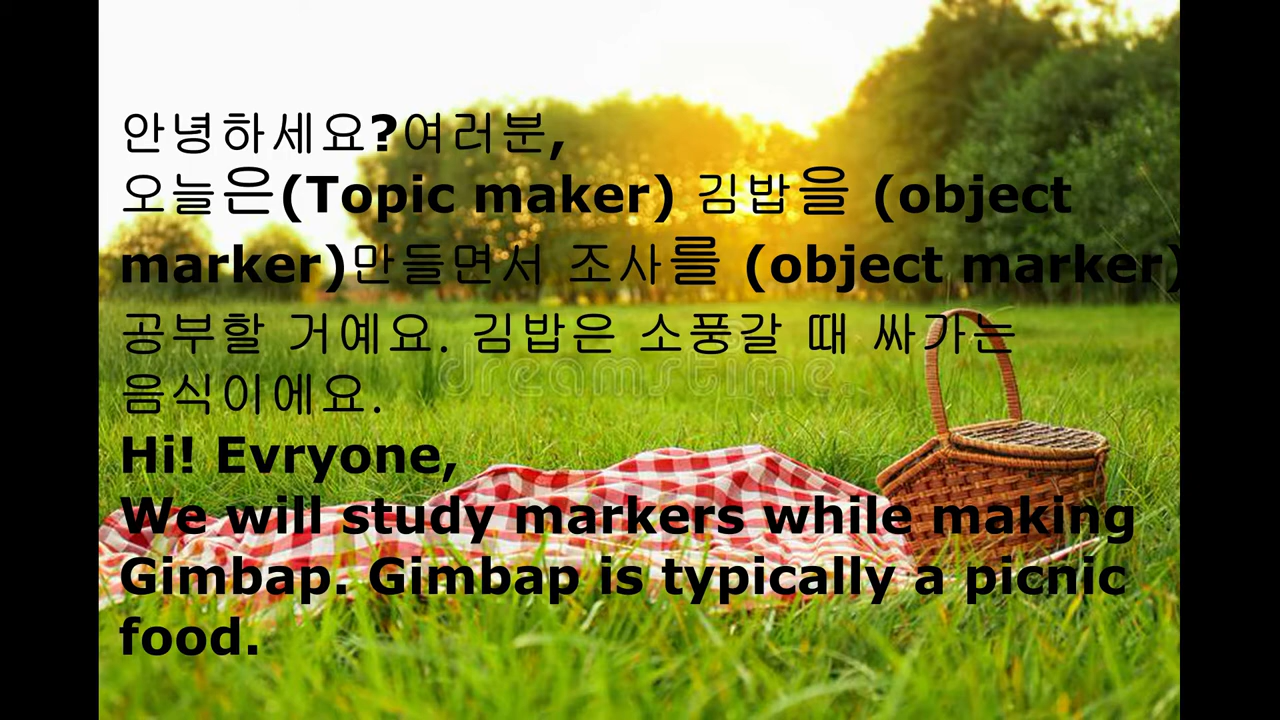 안녕하세요?여러분,
오늘은(Topic maker) 김밥을 (object
marker)만들면서 조사를 (object marker)
공부할 거예요. 김밥은 소풍갈 때 싸가는
음식이에요.
dreamstime
Hi! Evryone,
We will study markers while making
Gimbap. Gimbap is typically a picnic
food.